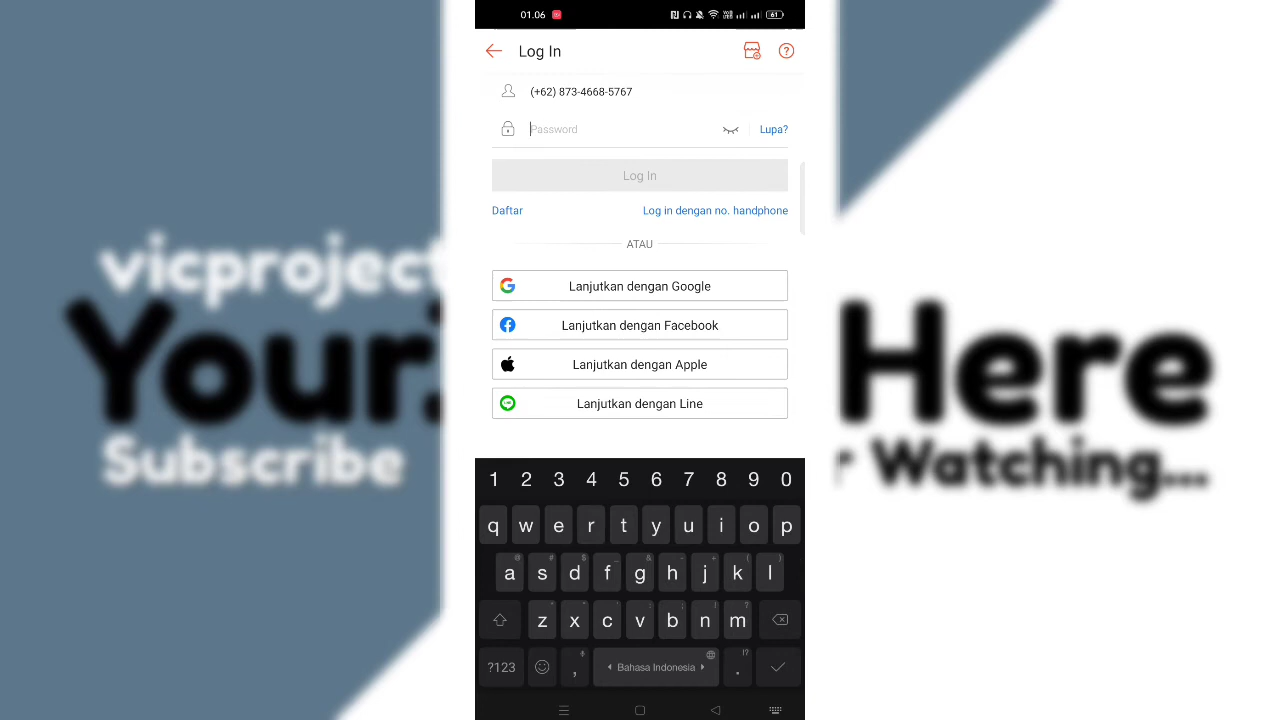 01.06
61
Log In
(+62) 873-4668-5767
Password
Lupa?
Log In
Daftar
Log in dengan no. handphone
ATAU
Lanjutkan dengan Google
Lanjutkan dengan Facebook
Lanjutkan dengan Apple
Lanjutkan dengan Line
vicproject
Your
Here
Subscribe
r Watching...
1 2 3 4 5 6 7 8 9 0
q w e r t y u i o p
@ # $ _ & - + ( )
a s d f g h j k l
* " ' : ; ! ?
z x c v b n m
!?
?123 , Bahasa Indonesia .